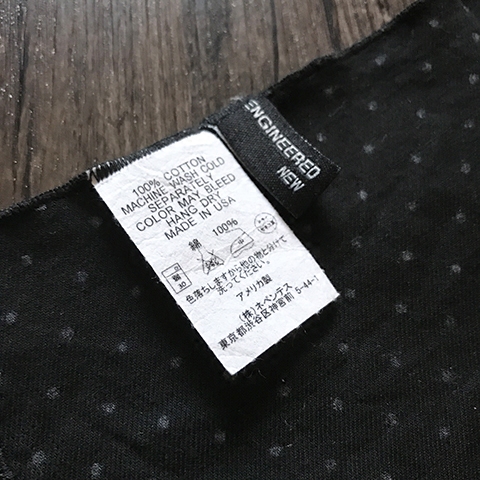 ENGINEERED
NEW
100% COTTON
MACHINE WASH COLD
SEPARATELY
COLOR MAY BLEED
HANG DRY
MADE IN USA
綿 100%
色落ちしますから他の物と分けて
洗ってください。
アメリカ製
(株)ネペンテス
東京都渋谷区神宮前 5-44-1